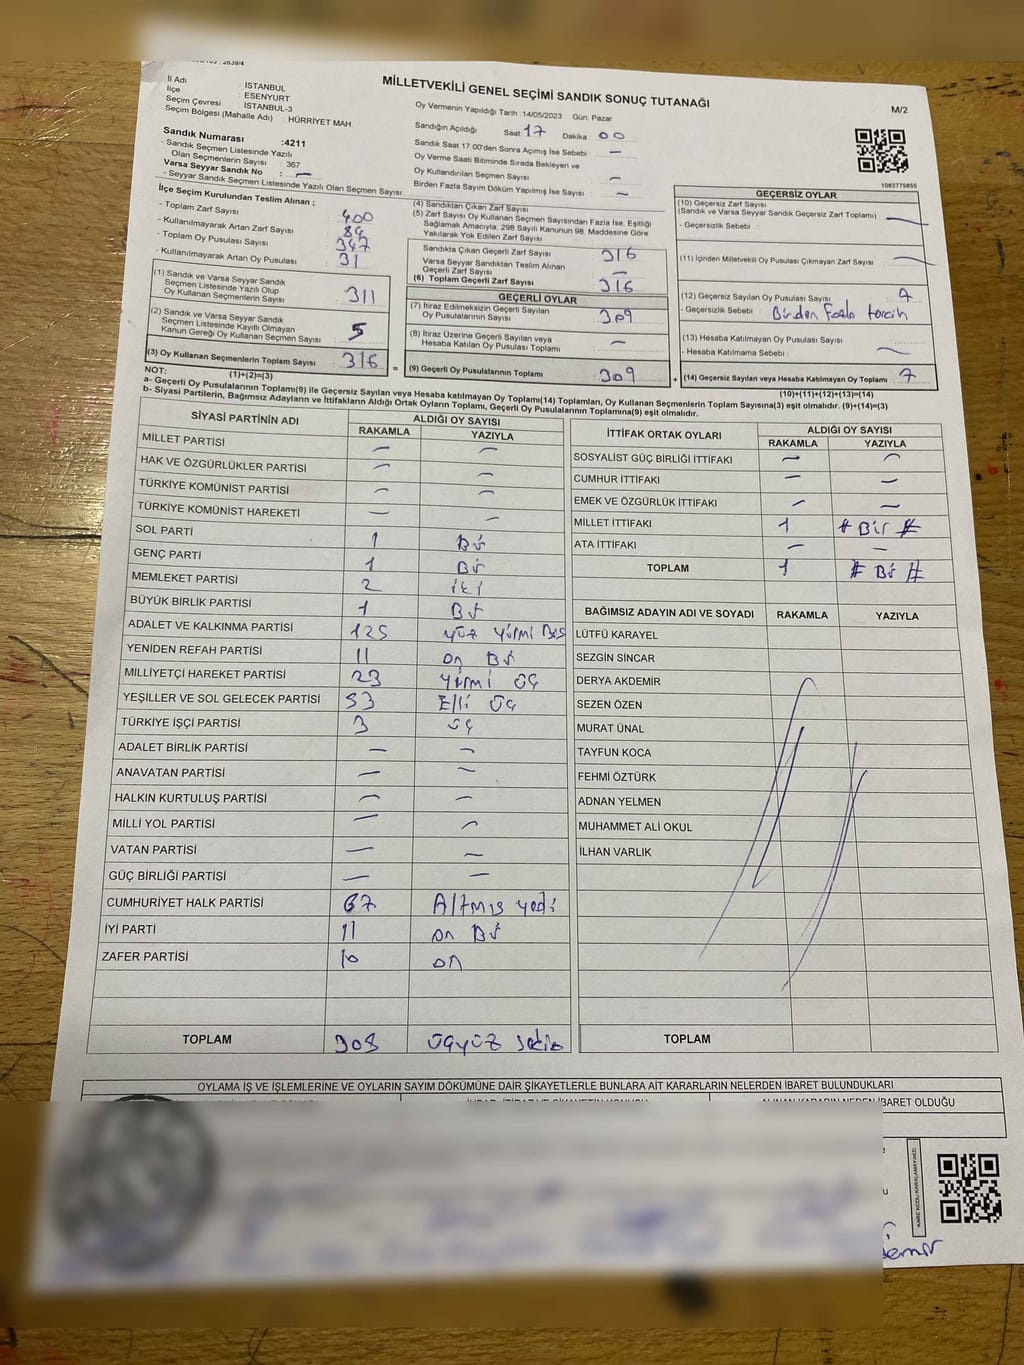 MİLLETVEKİLİ GENEL SEÇİMİ SANDIK SONUÇ TUTANAĞI
M/2
İl Adı : İSTANBUL
İlçe : ESENYURT
Seçim Çevresi : İSTANBUL-3
Seçim Bölgesi (Mahalle Adı) : HÜRRİYET MAH.
Sandık Numarası :4211
- Sandık Seçmen Listesinde Yazılı
Olan Seçmenlerin Sayısı : 367
Varsa Seyyar Sandık No : —
- Seyyar Sandık Seçmen Listesinde Yazılı Olan Seçmen Sayısı
Oy Vermenin Yapıldığı Tarih :14/05/2023 Gün: Pazar
Sandığın Açıldığı Saat 17 Dakika 00
Sandık Saat 17:00'den Sonra Açılmış İse Sebebi : —
Oy Verme Saati Bitiminde Sırada Bekleyen ve
Oy Kullandırılan Seçmen Sayısı : —
Birden Fazla Sayım Döküm Yapılmış İse Sayısı : —
1083775855
İlçe Seçim Kurulundan Teslim Alınan ;
- Toplam Zarf Sayısı : 400
- Kullanılmayarak Artan Zarf Sayısı : 84
- Toplam Oy Pusulası Sayısı : 347
- Kullanılmayarak Artan Oy Pusulası : 31
(1) Sandık ve Varsa Seyyar Sandık
Seçmen Listesinde Yazılı Olup
Oy Kullanan Seçmenlerin Sayısı : 311
(2) Sandık ve Varsa Seyyar Sandık
Seçmen Listesinde Kayıtlı Olmayan
Kanun Gereği Oy Kullanan Seçmen Sayısı : 5
(3) Oy Kullanan Seçmenlerin Toplam Sayısı : 316
(1)+(2)=(3)
(4) Sandıktan Çıkan Zarf Sayısı
(5) Zarf Sayısı Oy Kullanan Seçmen Sayısından Fazla İse, Eşitliği
Sağlamak Amacıyla, 298 Sayılı Kanunun 98. Maddesine Göre
Yakılarak Yok Edilen Zarf Sayısı :
Sandıkta Çıkan Geçerli Zarf Sayısı : 316
Varsa Seyyar Sandıktan Teslim Alınan
Geçerli Zarf Sayısı : —
(6) Toplam Geçerli Zarf Sayısı : 316
GEÇERLİ OYLAR
(7) İtiraz Edilmeksizin Geçerli Sayılan
Oy Pusulalarının Sayısı : 309
(8) İtiraz Üzerine Geçerli Sayılan veya
Hesaba Katılan Oy Pusulası Toplamı : —
= (9) Geçerli Oy Pusulalarının Toplamı 309
GEÇERSİZ OYLAR
(10) Geçersiz Zarf Sayısı
(Sandık ve Varsa Seyyar Sandık Geçersiz Zarf Toplamı) : —
- Geçersizlik Sebebi :
(11) İçinden Milletvekili Oy Pusulası Çıkmayan Zarf Sayısı : —
(12) Geçersiz Sayılan Oy Pusulası Sayısı : 7
- Geçersizlik Sebebi : Birden fazla tercih
(13) Hesaba Katılmayan Oy Pusulası Sayısı :
- Hesaba Katılmama Sebebi : —
+ (14) Geçersiz Sayılan veya Hesaba Katılmayan Oy Toplamı : 7
(10)+(11)+(12)+(13)=(14)
NOT:
a- Geçerli Oy Pusulalarının Toplamı(9) ile Geçersiz Sayılan veya Hesaba katılmayan Oy Toplamı(14) Toplamları, Oy Kullanan Seçmenlerin Toplam Sayısına(3) eşit olmalıdır. (9)+(14)=(3)
b- Siyasi Partilerin, Bağımsız Adayların ve İttifakların Aldığı Ortak Oyların Toplamı, Geçerli Oy Pusulalarının Toplamına(9) eşit olmalıdır.
SİYASİ PARTİNİN ADI ALDIĞI OY SAYISI
RAKAMLA YAZIYLA
MİLLET PARTİSİ — —
HAK VE ÖZGÜRLÜKLER PARTİSİ — —
TÜRKİYE KOMÜNİST PARTİSİ — —
TÜRKİYE KOMÜNİST HAREKETİ — —
SOL PARTİ 1 Bir
GENÇ PARTİ 1 Bir
MEMLEKET PARTİSİ 2 iki
BÜYÜK BİRLİK PARTİSİ 1 Bir
ADALET VE KALKINMA PARTİSİ 125 yüz yirmi Beş
YENİDEN REFAH PARTİSİ 11 on Bir
MİLLİYETÇİ HAREKET PARTİSİ 23 yirmi üç
YEŞİLLER VE SOL GELECEK PARTİSİ 53 Elli üç
TÜRKİYE İŞÇİ PARTİSİ 3 üç
ADALET BİRLİK PARTİSİ — —
ANAVATAN PARTİSİ — —
HALKIN KURTULUŞ PARTİSİ — —
MİLLİ YOL PARTİSİ — —
VATAN PARTİSİ — —
GÜÇ BİRLİĞİ PARTİSİ — —
CUMHURİYET HALK PARTİSİ 67 Altmış yedi
İYİ PARTİ 11 on Bir
ZAFER PARTİSİ 10 on
TOPLAM 308 üçyüz sekiz
İTTİFAK ORTAK OYLARI ALDIĞI OY SAYISI
RAKAMLA YAZIYLA
SOSYALİST GÜÇ BİRLİĞİ İTTİFAKI — —
CUMHUR İTTİFAKI — —
EMEK VE ÖZGÜRLÜK İTTİFAKI — —
MİLLET İTTİFAKI 1 # Bir #
ATA İTTİFAKI — —
TOPLAM 1 # Bir #
BAĞIMSIZ ADAYIN ADI VE SOYADI RAKAMLA YAZIYLA
LÜTFÜ KARAYEL
SEZGİN SİNCAR
DERYA AKDEMİR
SEZEN ÖZEN
MURAT ÜNAL
TAYFUN KOCA
FEHMİ ÖZTÜRK
ADNAN YELMEN
MUHAMMET ALİ OKUL
İLHAN VARLIK
TOPLAM
OYLAMA İŞ VE İŞLEMLERİNE VE OYLARIN SAYIM DÖKÜMÜNE DAİR ŞİKAYETLERLE BUNLARA AİT KARARLARIN NELERDEN İBARET BULUNDUKLARI
ALINAN KARARIN NEDEN İBARET OLDUĞU